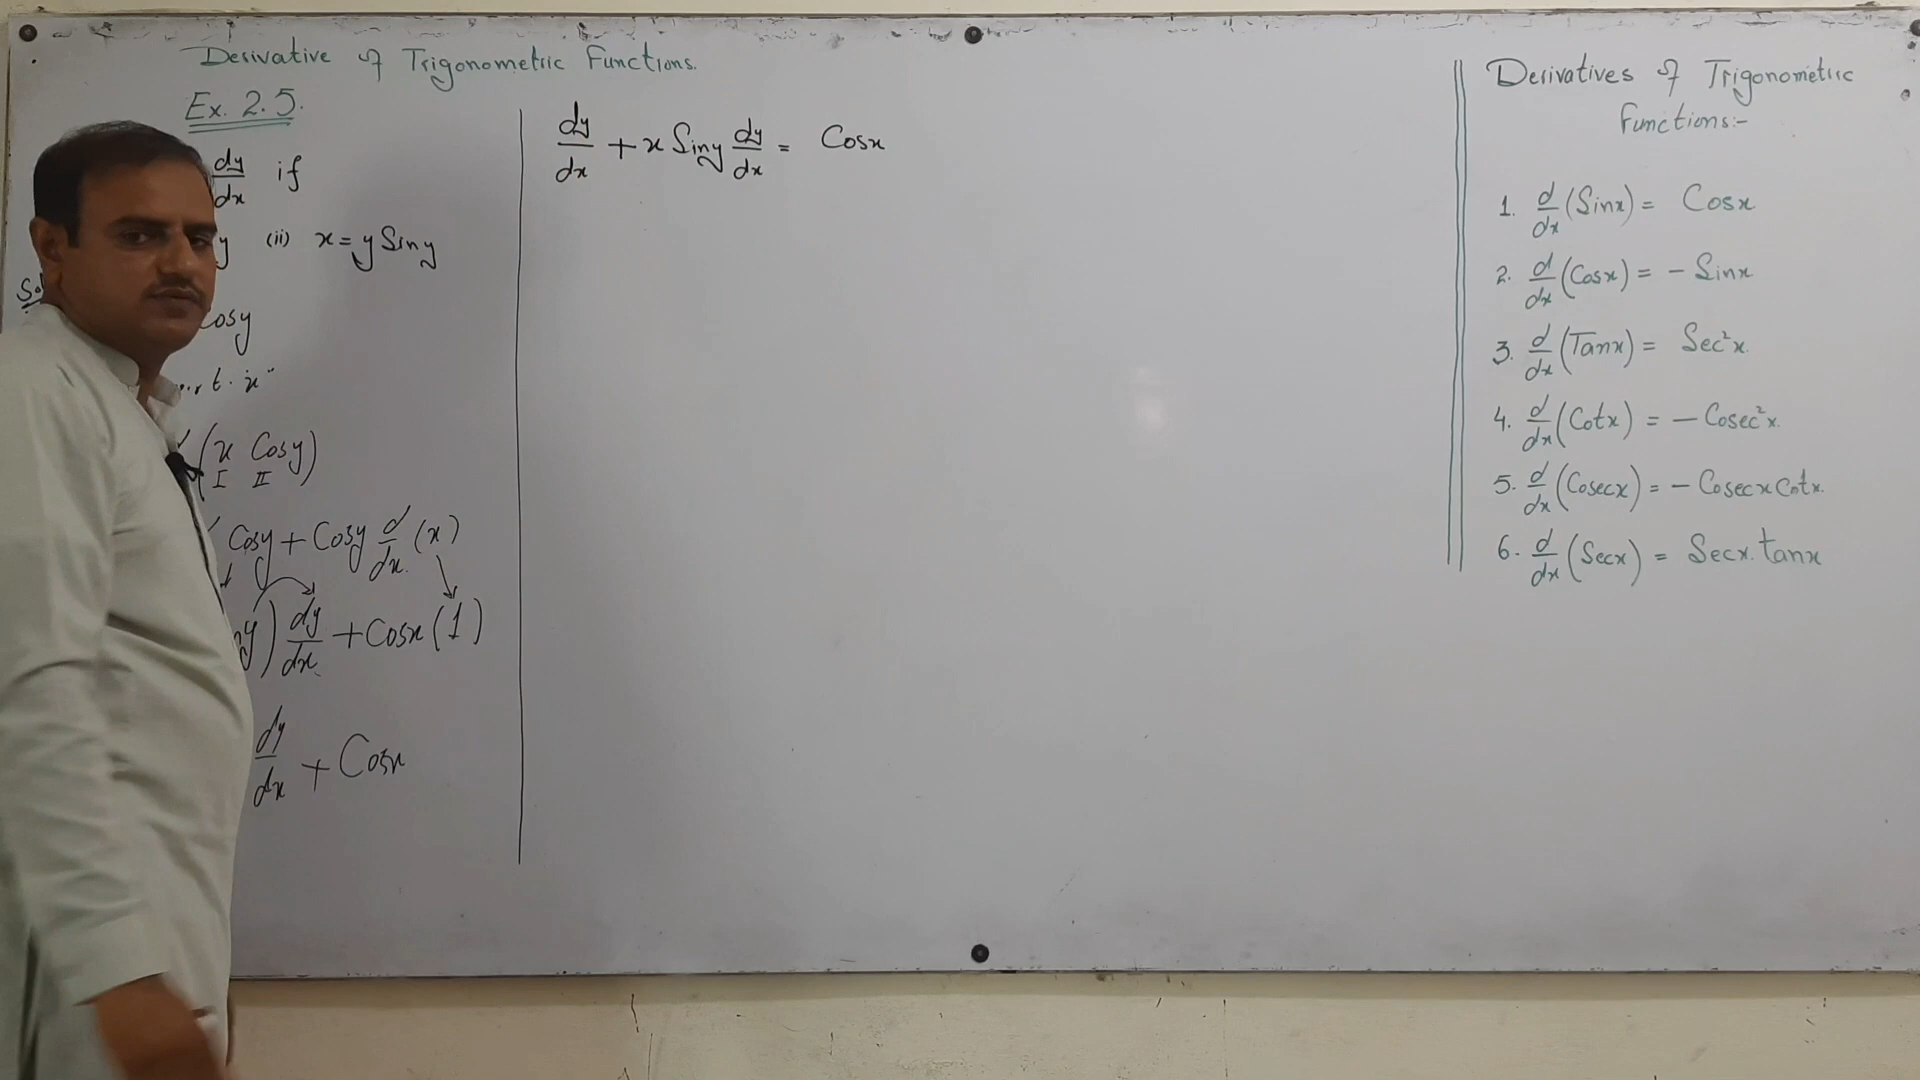 Derivative of Trigonometric Functions.
Ex. 2.5.
dy/dx if
y (ii) x = y Siny
Cosy
w.r.t. "x"
(x Cosy)
I II
Cosy + Cosy d/dx (x)
y) dy/dx + Cosx (1)
dy/dx + Cosx
dy/dx + x Siny dy/dx = Cosx
Derivatives of Trigonometric
Functions:-
1. d/dx (Sinx) = Cosx
2. d/dx (Cosx) = - Sinx
3. d/dx (Tanx) = Sec²x.
4. d/dx (Cotx) = - Cosec²x.
5. d/dx (Cosecx) = - Cosecx Cotx.
6. d/dx (Secx) = Secx. tanx